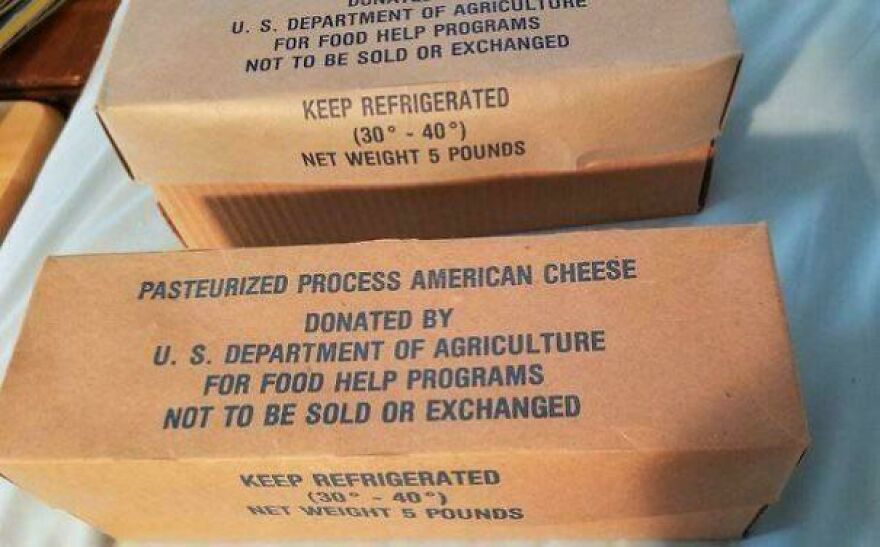 U. S. DEPARTMENT OF AGRICULTURE
FOR FOOD HELP PROGRAMS
NOT TO BE SOLD OR EXCHANGED
KEEP REFRIGERATED
(30° - 40°)
NET WEIGHT 5 POUNDS
PASTEURIZED PROCESS AMERICAN CHEESE
DONATED BY
U. S. DEPARTMENT OF AGRICULTURE
FOR FOOD HELP PROGRAMS
NOT TO BE SOLD OR EXCHANGED
KEEP REFRIGERATED
(30° - 40°)
NET WEIGHT 5 POUNDS